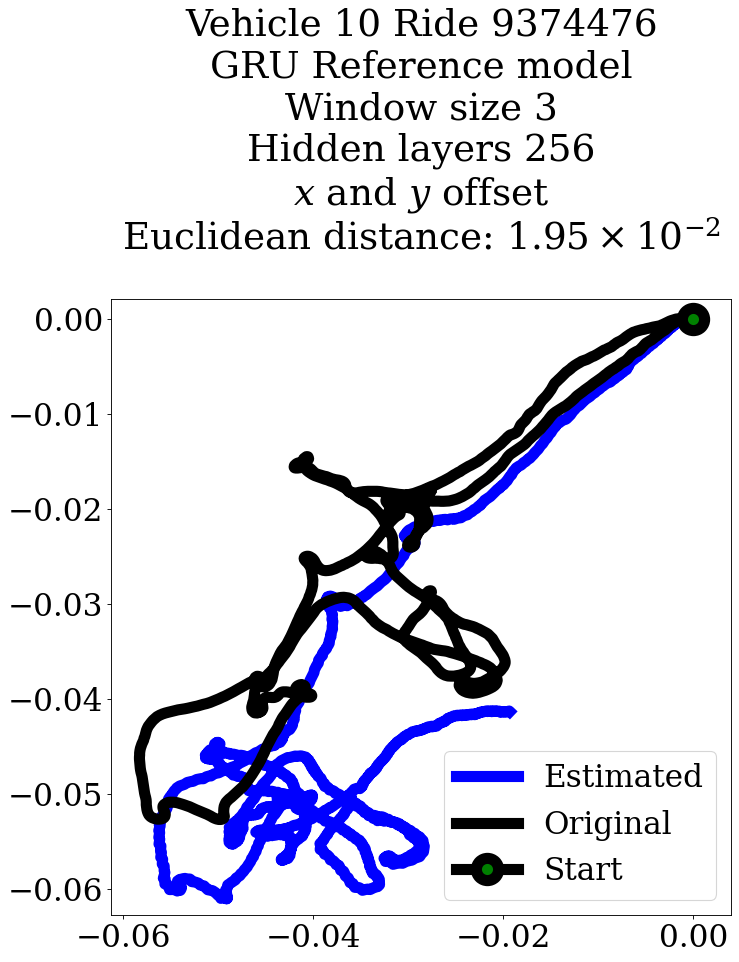 Vehicle 10 Ride 9374476
GRU Reference model
Window size 3
Hidden layers 256
x and y offset
Euclidean distance: 1.95 × 10⁻²
0.00
−0.01
−0.02
−0.03
−0.04
−0.05
−0.06
Estimated
Original
Start
−0.06 −0.04 −0.02 0.00